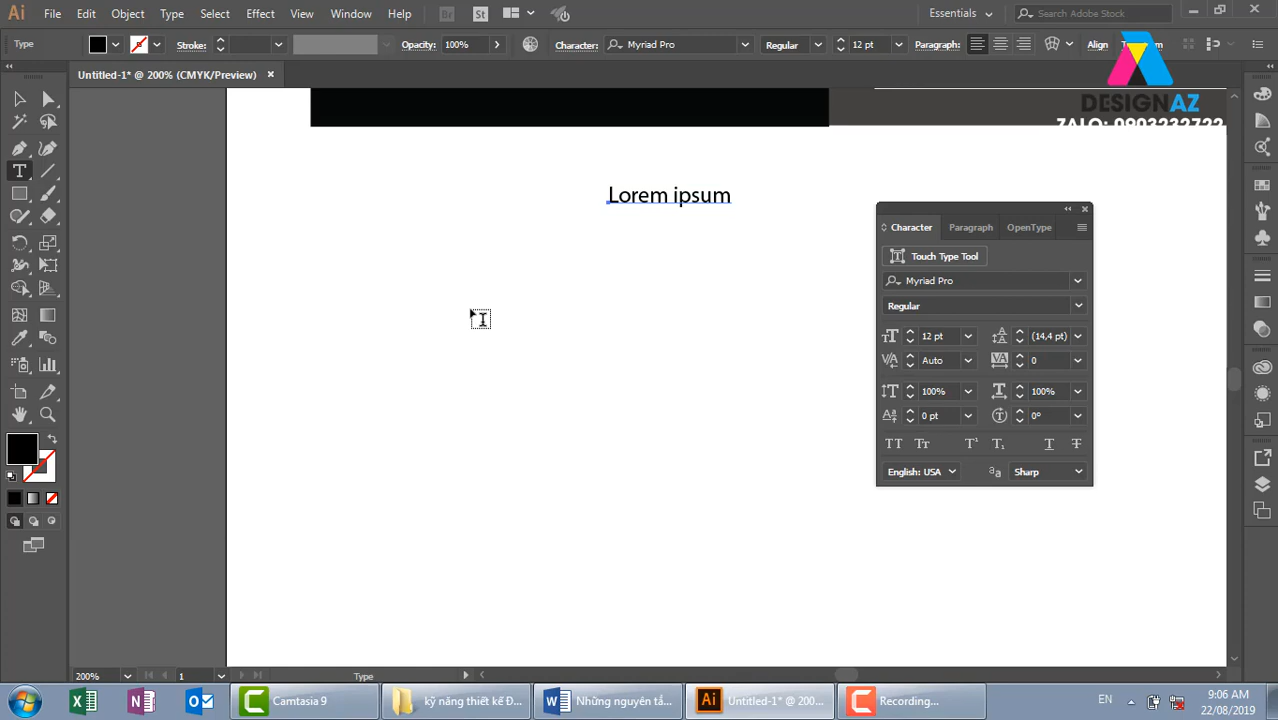 Ai File Edit Object Type Select Effect View Window Help Br St Essentials Search Adobe Stock
Type Stroke: Opacity: 100% Character: Myriad Pro Regular 12 pt Paragraph: Align
Untitled-1* @ 200% (CMYK/Preview)
DESIGNAZ
ZALO: 0903232722
Lorem ipsum
Character Paragraph OpenType
Touch Type Tool
Myriad Pro
Regular
12 pt (14,4 pt)
Auto 0
100% 100%
0 pt 0°
English: USA Sharp
200% 1 Type
Camtasia 9 kỹ năng thiết kế Đ... Những nguyên tắ... Untitled-1* @ 200... Recording... EN 9:06 AM
22/08/2019